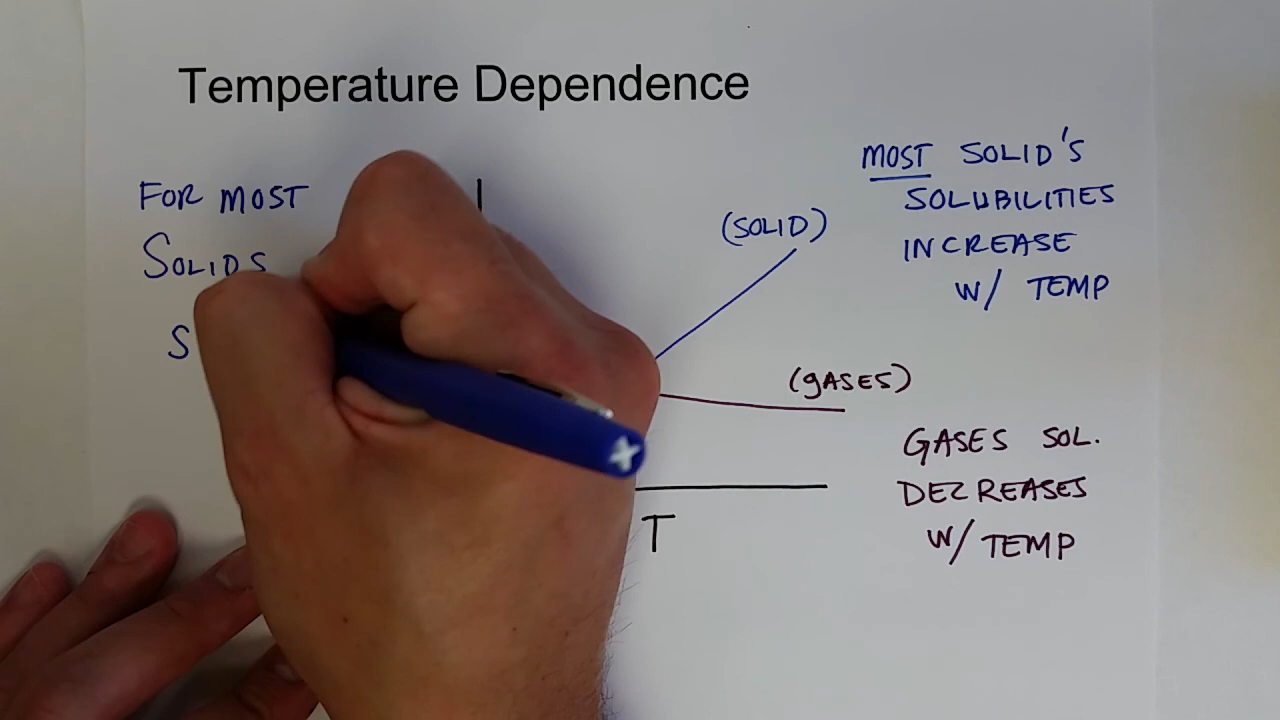 Temperature Dependence
FOR MOST
SOLIDS
S
(SOLID)
MOST SOLID'S
SOLUBILITIES
INCREASE
W/ TEMP
(gASES)
GASES SOL.
DECREASES
W/ TEMP
T